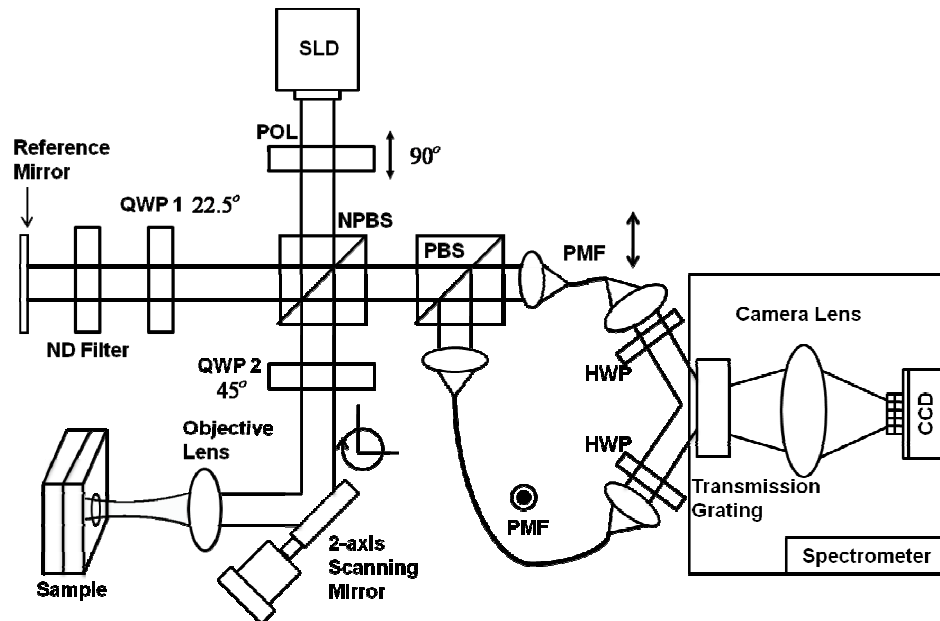 SLD
POL
90°
Reference
Mirror
QWP 1 22.5°
NPBS
PBS
PMF
ND Filter
Camera Lens
QWP 2
45°
HWP
CCD
Objective
Lens
HWP
Transmission
Grating
PMF
2-axis
Scanning
Mirror
Sample
Spectrometer